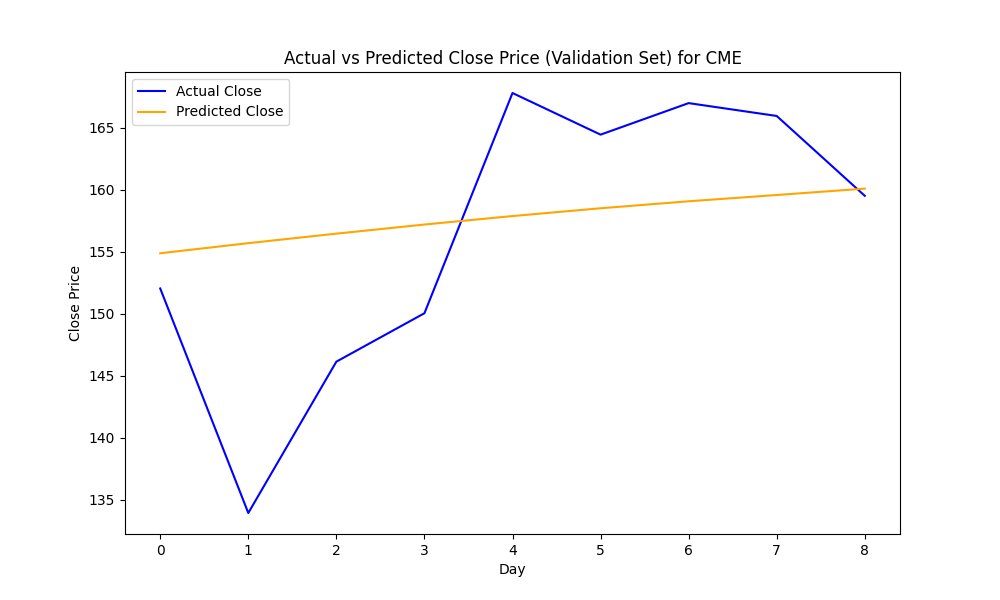 Actual vs Predicted Close Price (Validation Set) for CME
Actual Close
Predicted Close
Close Price
165
160
155
150
145
140
135
0 1 2 3 4 5 6 7 8
Day